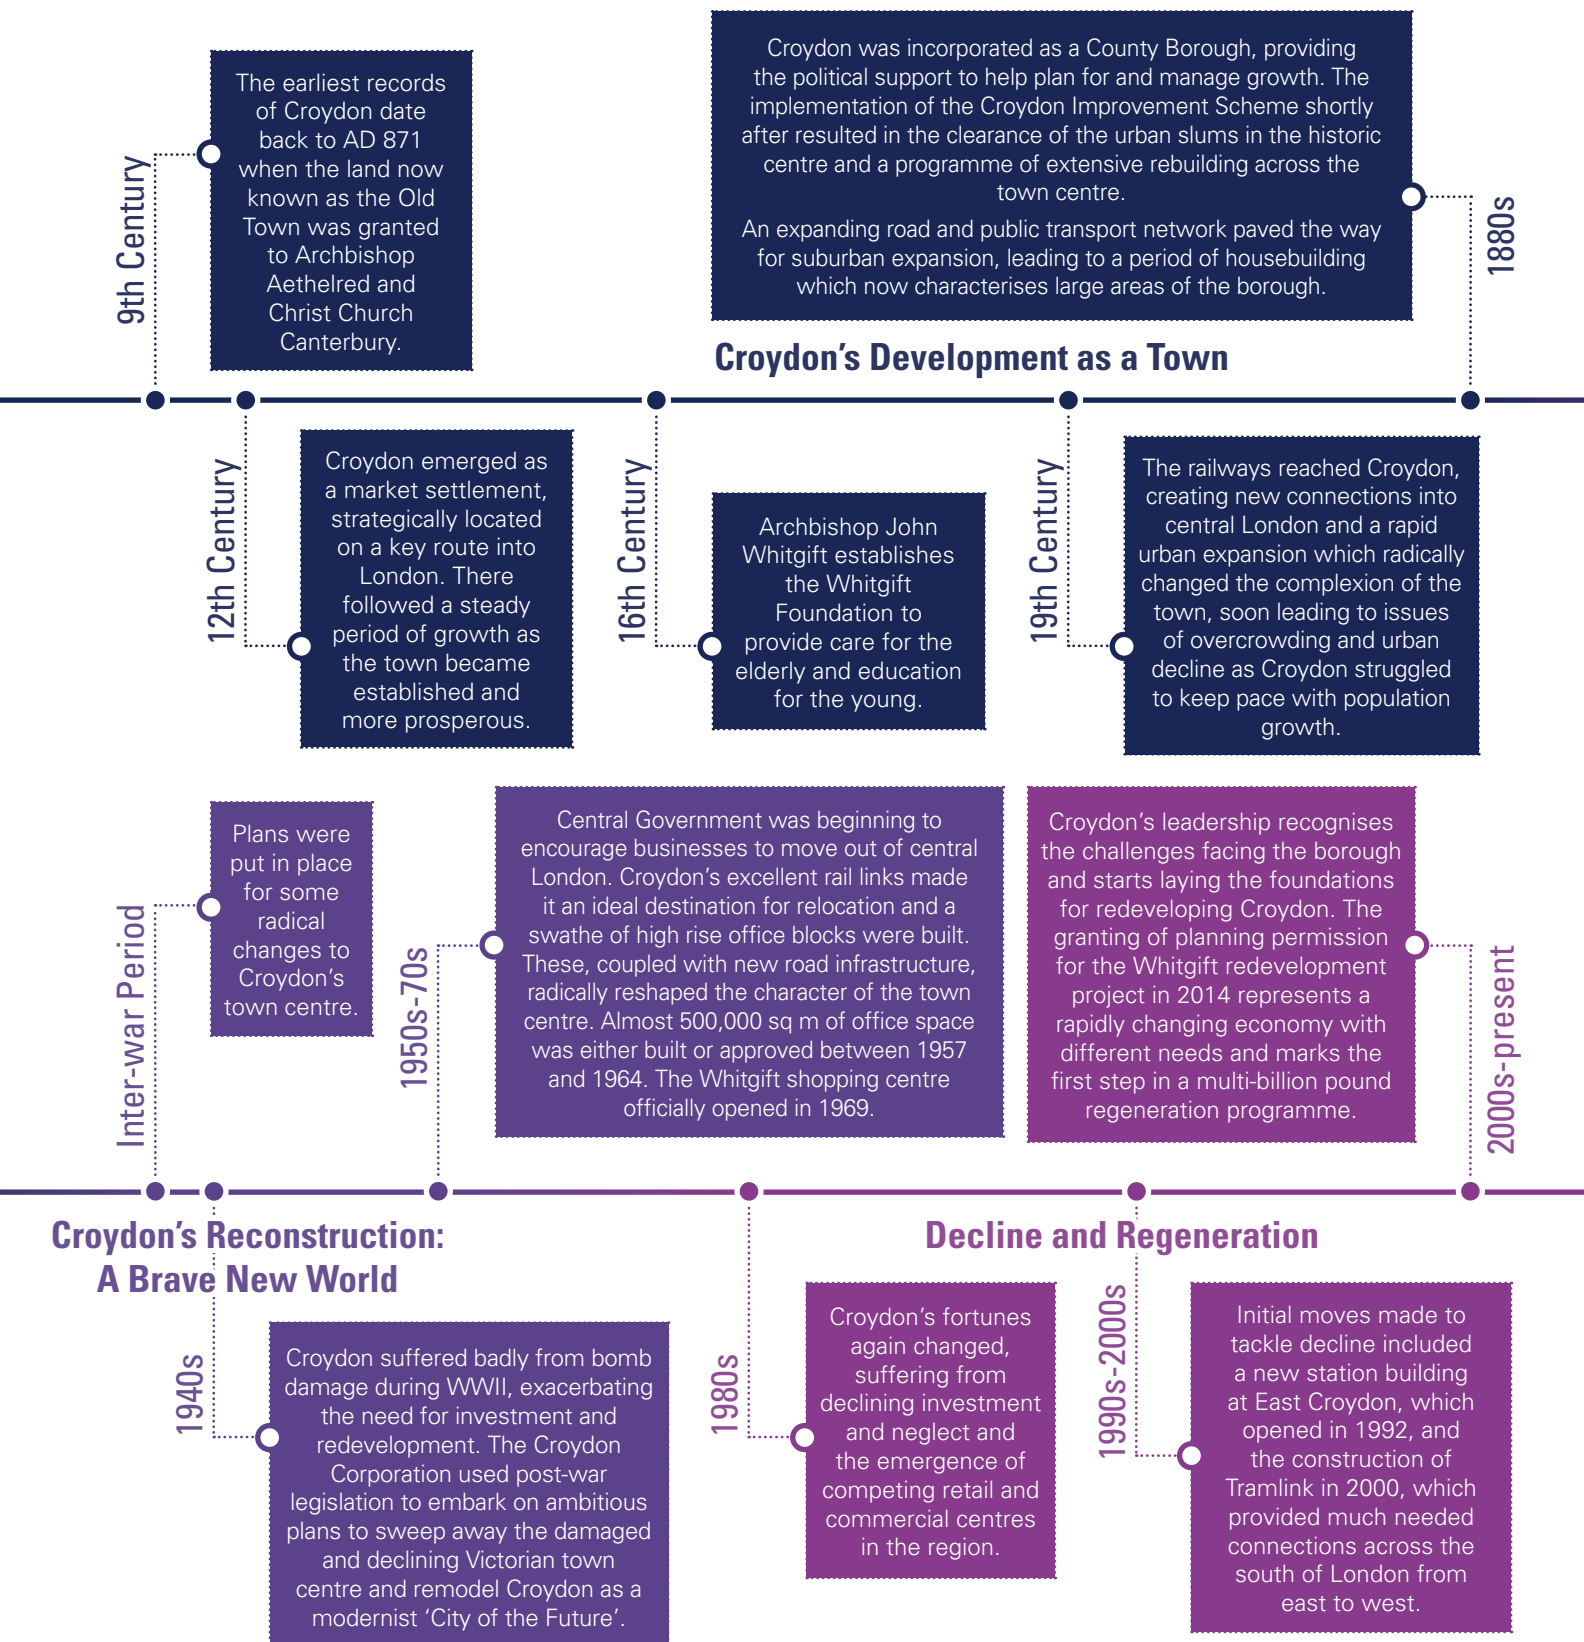 9th Century
The earliest records
of Croydon date
back to AD 871
when the land now
known as the Old
Town was granted
to Archbishop
Aethelred and
Christ Church
Canterbury.
12th Century
Croydon emerged as
a market settlement,
strategically located
on a key route into
London. There
followed a steady
period of growth as
the town became
established and
more prosperous.
16th Century
Archbishop John
Whitgift establishes
the Whitgift
Foundation to
provide care for the
elderly and education
for the young.
Croydon’s Development as a Town
19th Century
The railways reached Croydon,
creating new connections into
central London and a rapid
urban expansion which radically
changed the complexion of the
town, soon leading to issues
of overcrowding and urban
decline as Croydon struggled
to keep pace with population
growth.
1880s
Croydon was incorporated as a County Borough, providing
the political support to help plan for and manage growth. The
implementation of the Croydon Improvement Scheme shortly
after resulted in the clearance of the urban slums in the historic
centre and a programme of extensive rebuilding across the
town centre.
An expanding road and public transport network paved the way
for suburban expansion, leading to a period of housebuilding
which now characterises large areas of the borough.
Inter-war Period
Plans were
put in place
for some
radical
changes to
Croydon’s
town centre.
Croydon’s Reconstruction:
A Brave New World
1940s
Croydon suffered badly from bomb
damage during WWII, exacerbating
the need for investment and
redevelopment. The Croydon
Corporation used post-war
legislation to embark on ambitious
plans to sweep away the damaged
and declining Victorian town
centre and remodel Croydon as a
modernist ‘City of the Future’.
1950s-70s
Central Government was beginning to
encourage businesses to move out of central
London. Croydon’s excellent rail links made
it an ideal destination for relocation and a
swathe of high rise office blocks were built.
These, coupled with new road infrastructure,
radically reshaped the character of the town
centre. Almost 500,000 sq m of office space
was either built or approved between 1957
and 1964. The Whitgift shopping centre
officially opened in 1969.
Decline and Regeneration
1980s
Croydon’s fortunes
again changed,
suffering from
declining investment
and neglect and
the emergence of
competing retail and
commercial centres
in the region.
1990s-2000s
Initial moves made to
tackle decline included
a new station building
at East Croydon, which
opened in 1992, and
the construction of
Tramlink in 2000, which
provided much needed
connections across the
south of London from
east to west.
2000s-present
Croydon’s leadership recognises
the challenges facing the borough
and starts laying the foundations
for redeveloping Croydon. The
granting of planning permission
for the Whitgift redevelopment
project in 2014 represents a
rapidly changing economy with
different needs and marks the
first step in a multi-billion pound
regeneration programme.